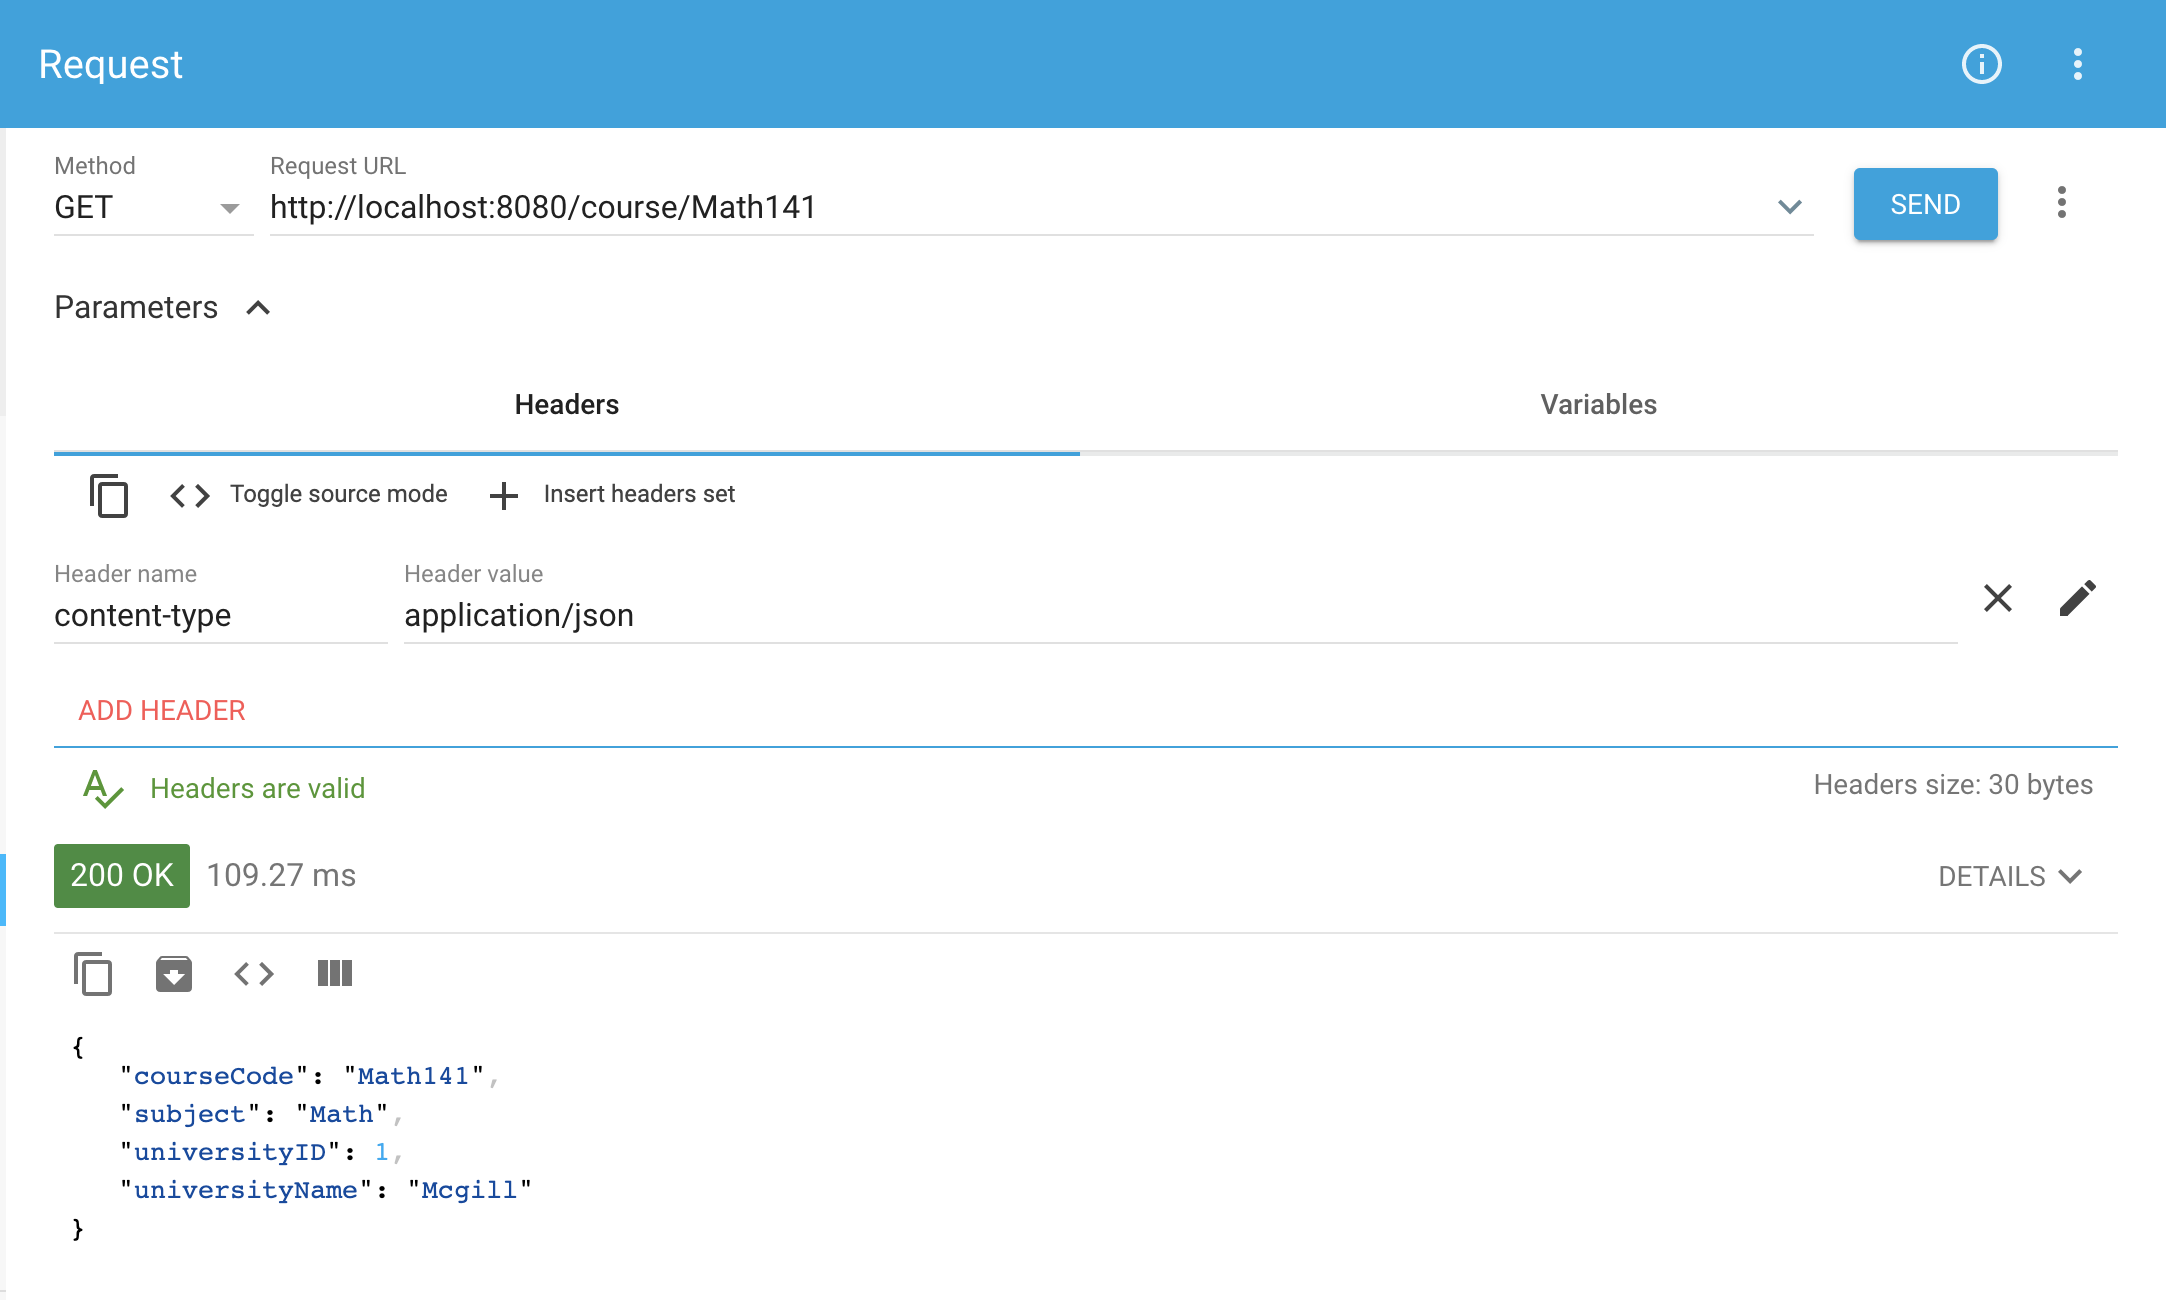 Request
Method
Request URL
GET
http://localhost:8080/course/Math141
SEND
Parameters
Headers
Variables
Toggle source mode
Insert headers set
Header name
Header value
content-type
application/json
ADD HEADER
Headers are valid
Headers size: 30 bytes
200 OK
109.27 ms
DETAILS
{
"courseCode": "Math141",
"subject": "Math",
"universityID": 1,
"universityName": "Mcgill"
}